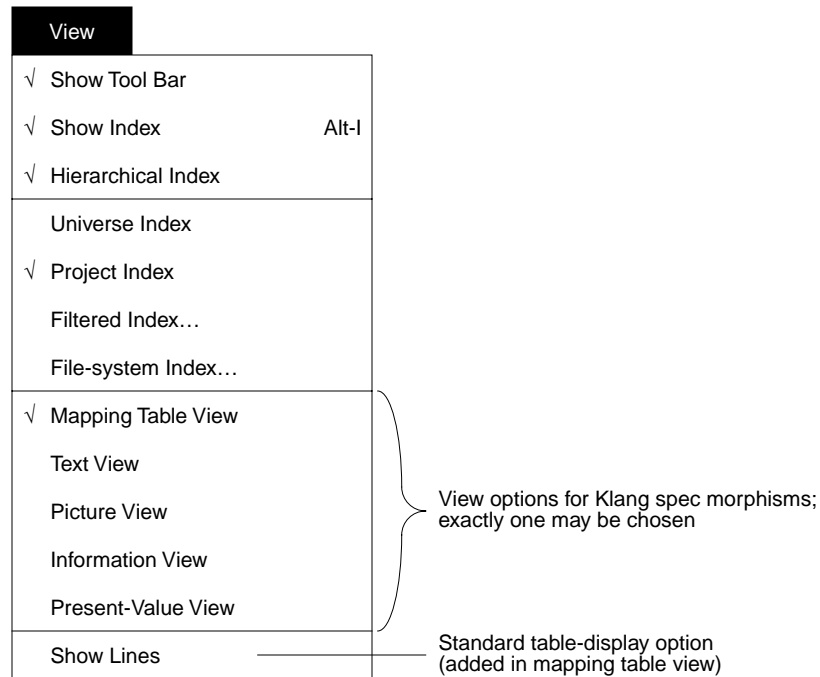 View
√ Show Tool Bar
√ Show Index Alt-I
√ Hierarchical Index
Universe Index
√ Project Index
Filtered Index…
File-system Index…
√ Mapping Table View
Text View
Picture View
Information View
Present-Value View
View options for Klang spec morphisms;
exactly one may be chosen
Show Lines
Standard table-display option
(added in mapping table view)